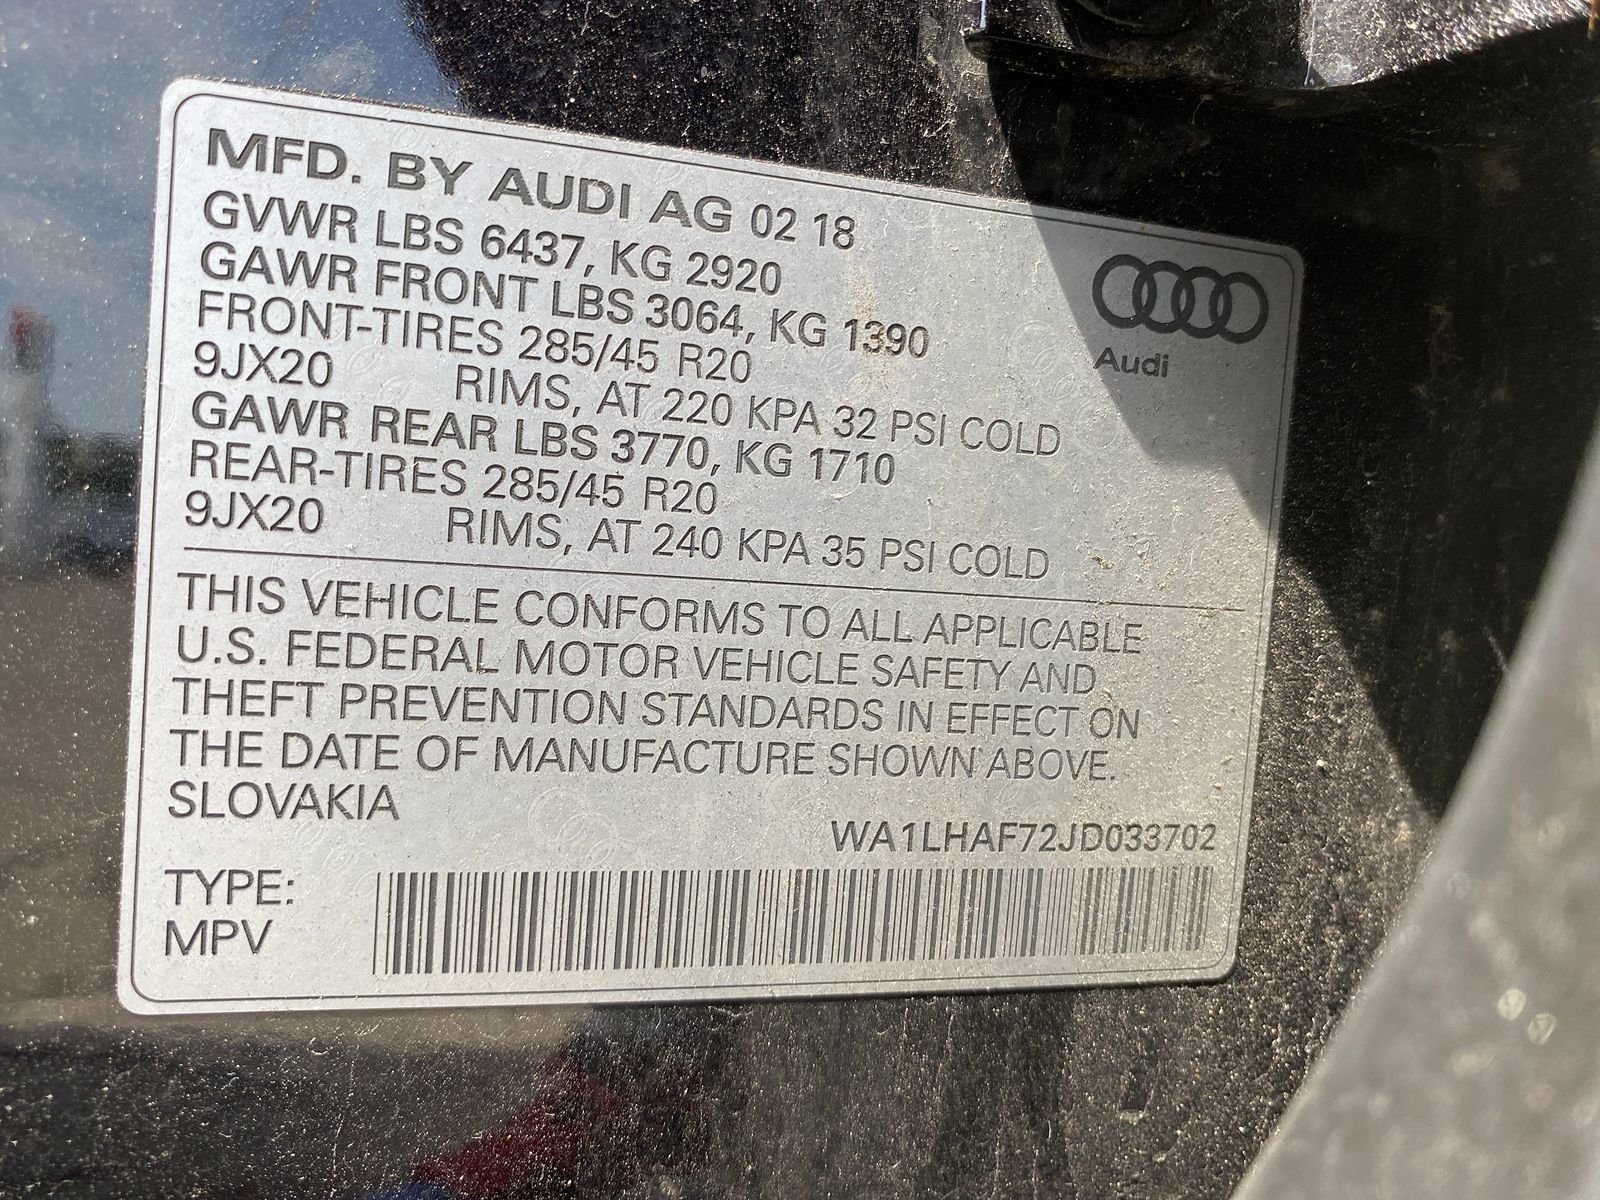 MFD. BY AUDI AG 02 18
GVWR LBS 6437, KG 2920
GAWR FRONT LBS 3064, KG 1390
FRONT-TIRES 285/45 R20
9JX20 RIMS, AT 220 KPA 32 PSI COLD
GAWR REAR LBS 3770, KG 1710
REAR-TIRES 285/45 R20
9JX20 RIMS, AT 240 KPA 35 PSI COLD
Audi
THIS VEHICLE CONFORMS TO ALL APPLICABLE
U.S. FEDERAL MOTOR VEHICLE SAFETY AND
THEFT PREVENTION STANDARDS IN EFFECT ON
THE DATE OF MANUFACTURE SHOWN ABOVE.
SLOVAKIA
WA1LHAF72JD033702
TYPE:
MPV